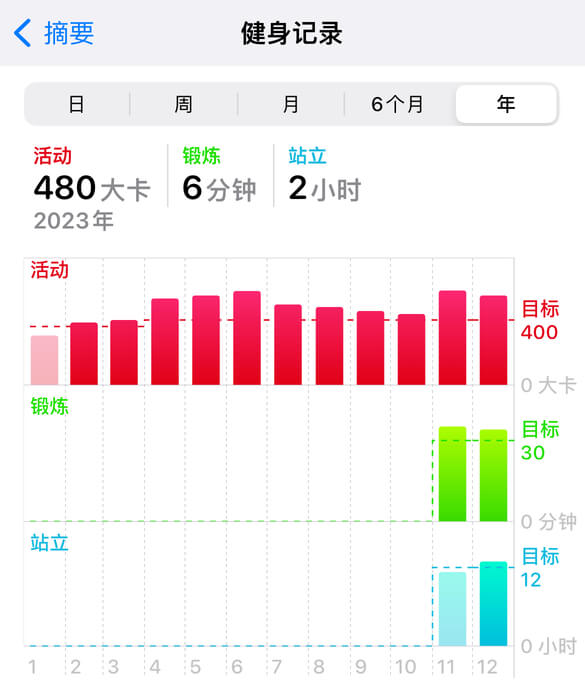 摘要
健身记录
日 周 月 6个月 年
活动 锻炼 站立
480大卡 6分钟 2小时
2023年
活动
目标
400
0 大卡
锻炼
目标
30
0 分钟
站立
目标
12
0 小时
1 2 3 4 5 6 7 8 9 10 11 12